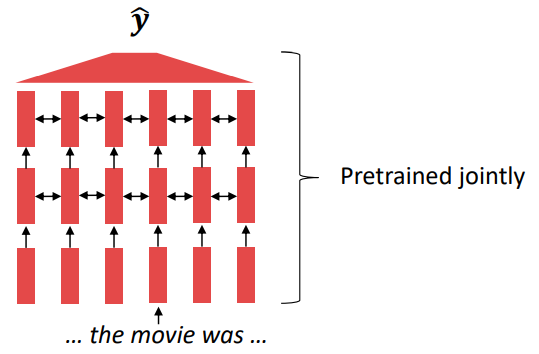 ŷ
Pretrained jointly
... the movie was ...